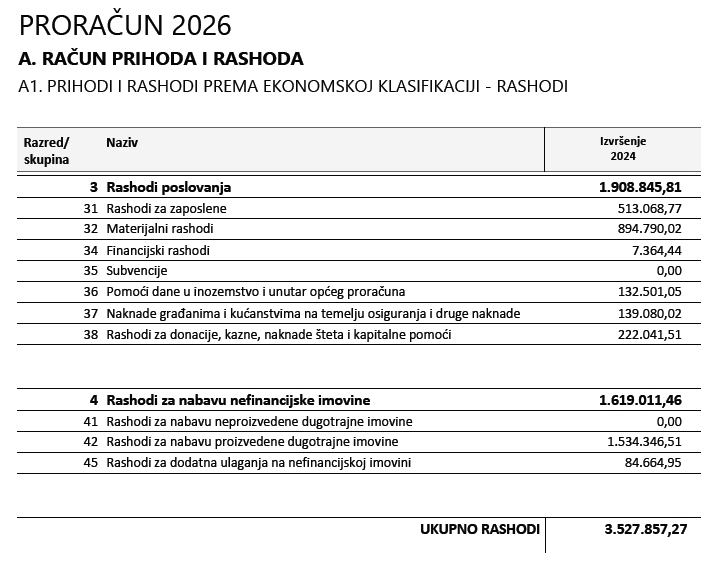 PRORAČUN 2026
A. RAČUN PRIHODA I RASHODA
A1. PRIHODI I RASHODI PREMA EKONOMSKOJ KLASIFIKACIJI - RASHODI
Razred/ skupina Naziv Izvršenje 2024
3 Rashodi poslovanja 1.908.845,81
31 Rashodi za zaposlene 513.068,77
32 Materijalni rashodi 894.790,02
34 Financijski rashodi 7.364,44
35 Subvencije 0,00
36 Pomoći dane u inozemstvo i unutar općeg proračuna 132.501,05
37 Naknade građanima i kućanstvima na temelju osiguranja i druge naknade 139.080,02
38 Rashodi za donacije, kazne, naknade šteta i kapitalne pomoći 222.041,51
4 Rashodi za nabavu nefinancijske imovine 1.619.011,46
41 Rashodi za nabavu neproizvedene dugotrajne imovine 0,00
42 Rashodi za nabavu proizvedene dugotrajne imovine 1.534.346,51
45 Rashodi za dodatna ulaganja na nefinancijskoj imovini 84.664,95
UKUPNO RASHODI 3.527.857,27